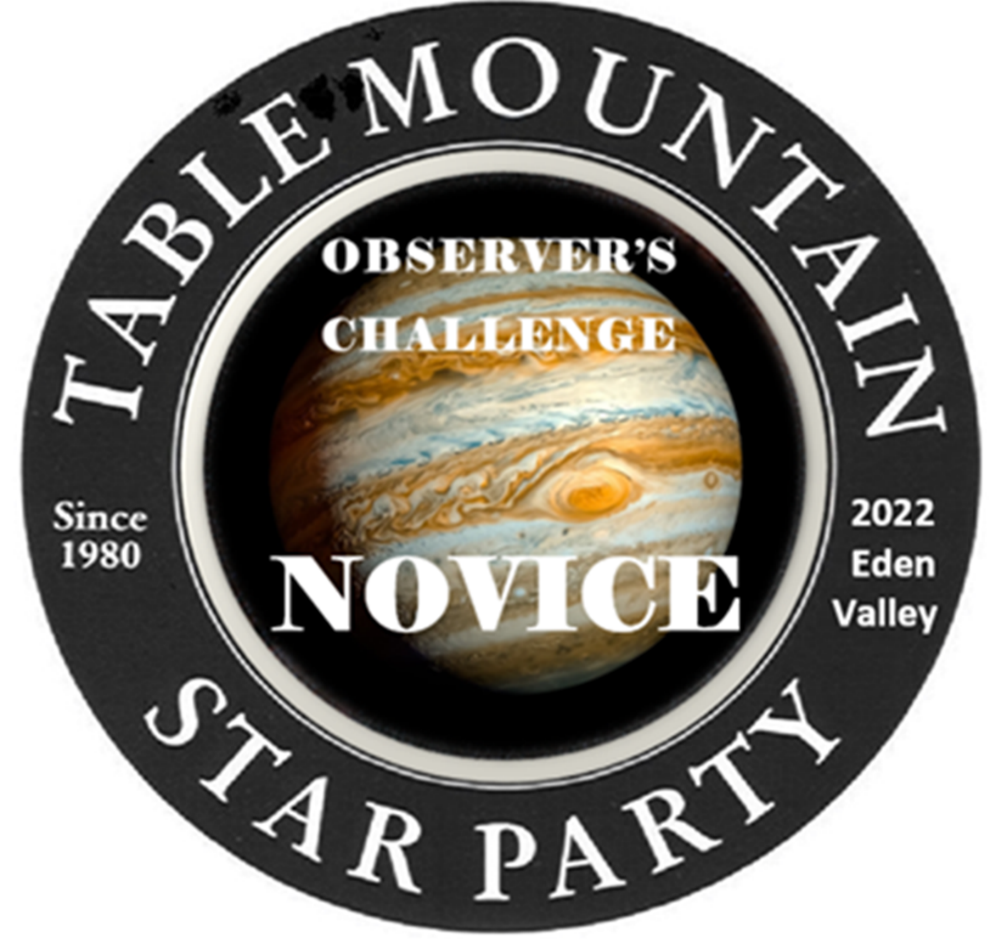 TABLE MOUNTAIN
OBSERVER'S
CHALLENGE
NOVICE
Since
1980
2022
Eden
Valley
STAR PARTY